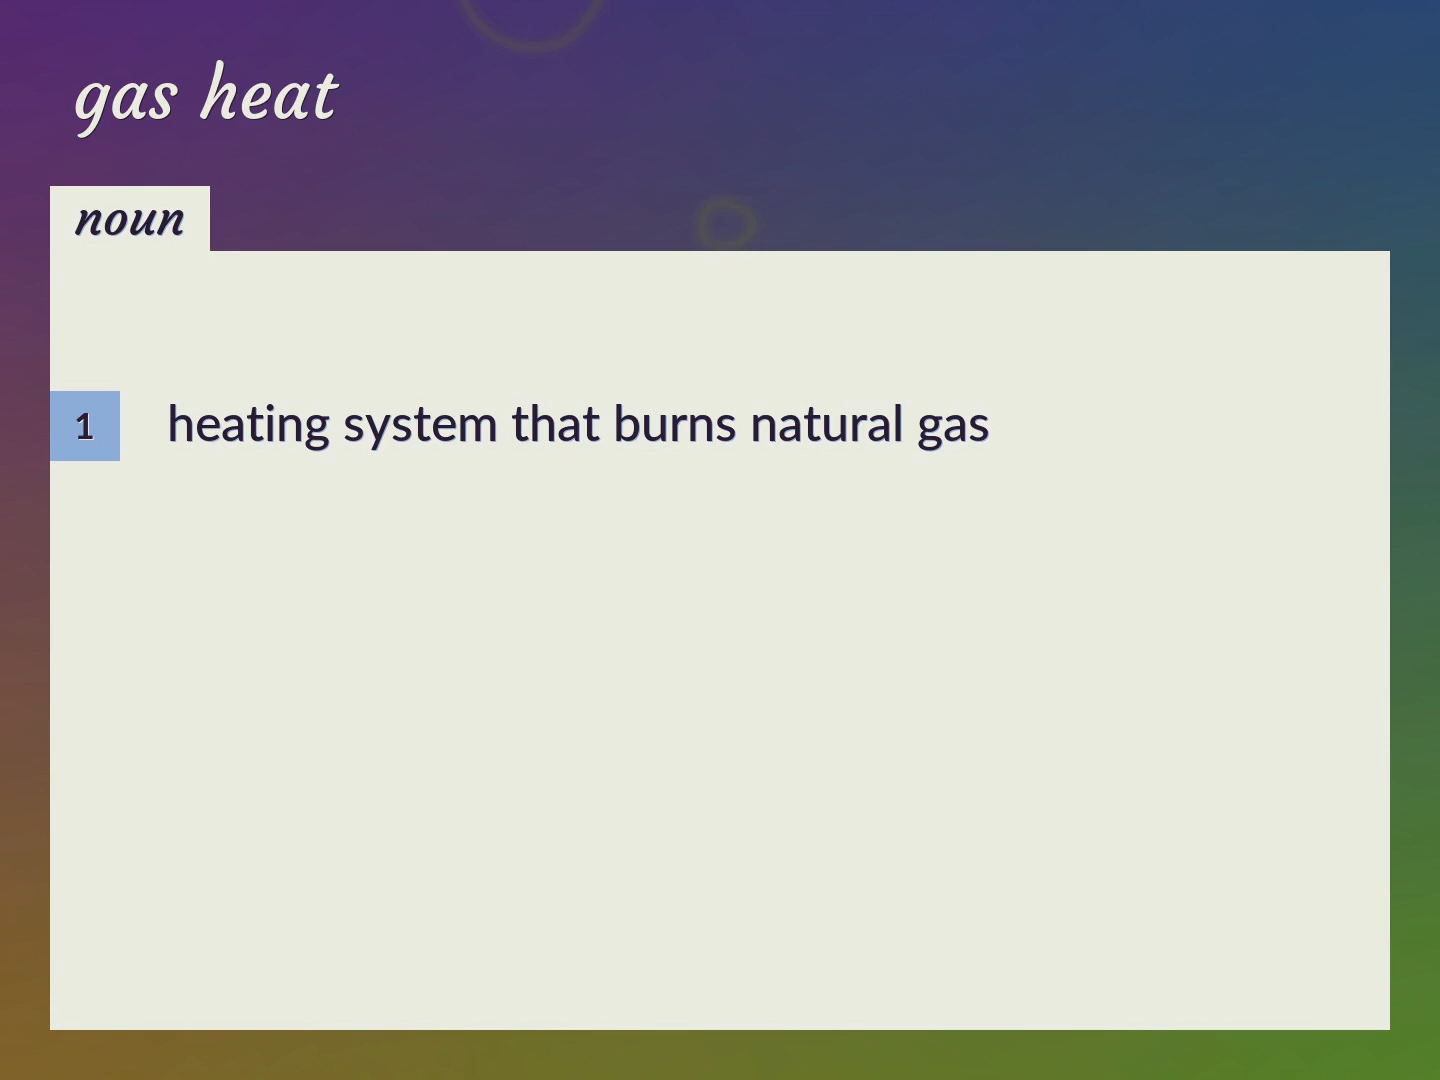 gas heat
noun
1 heating system that burns natural gas